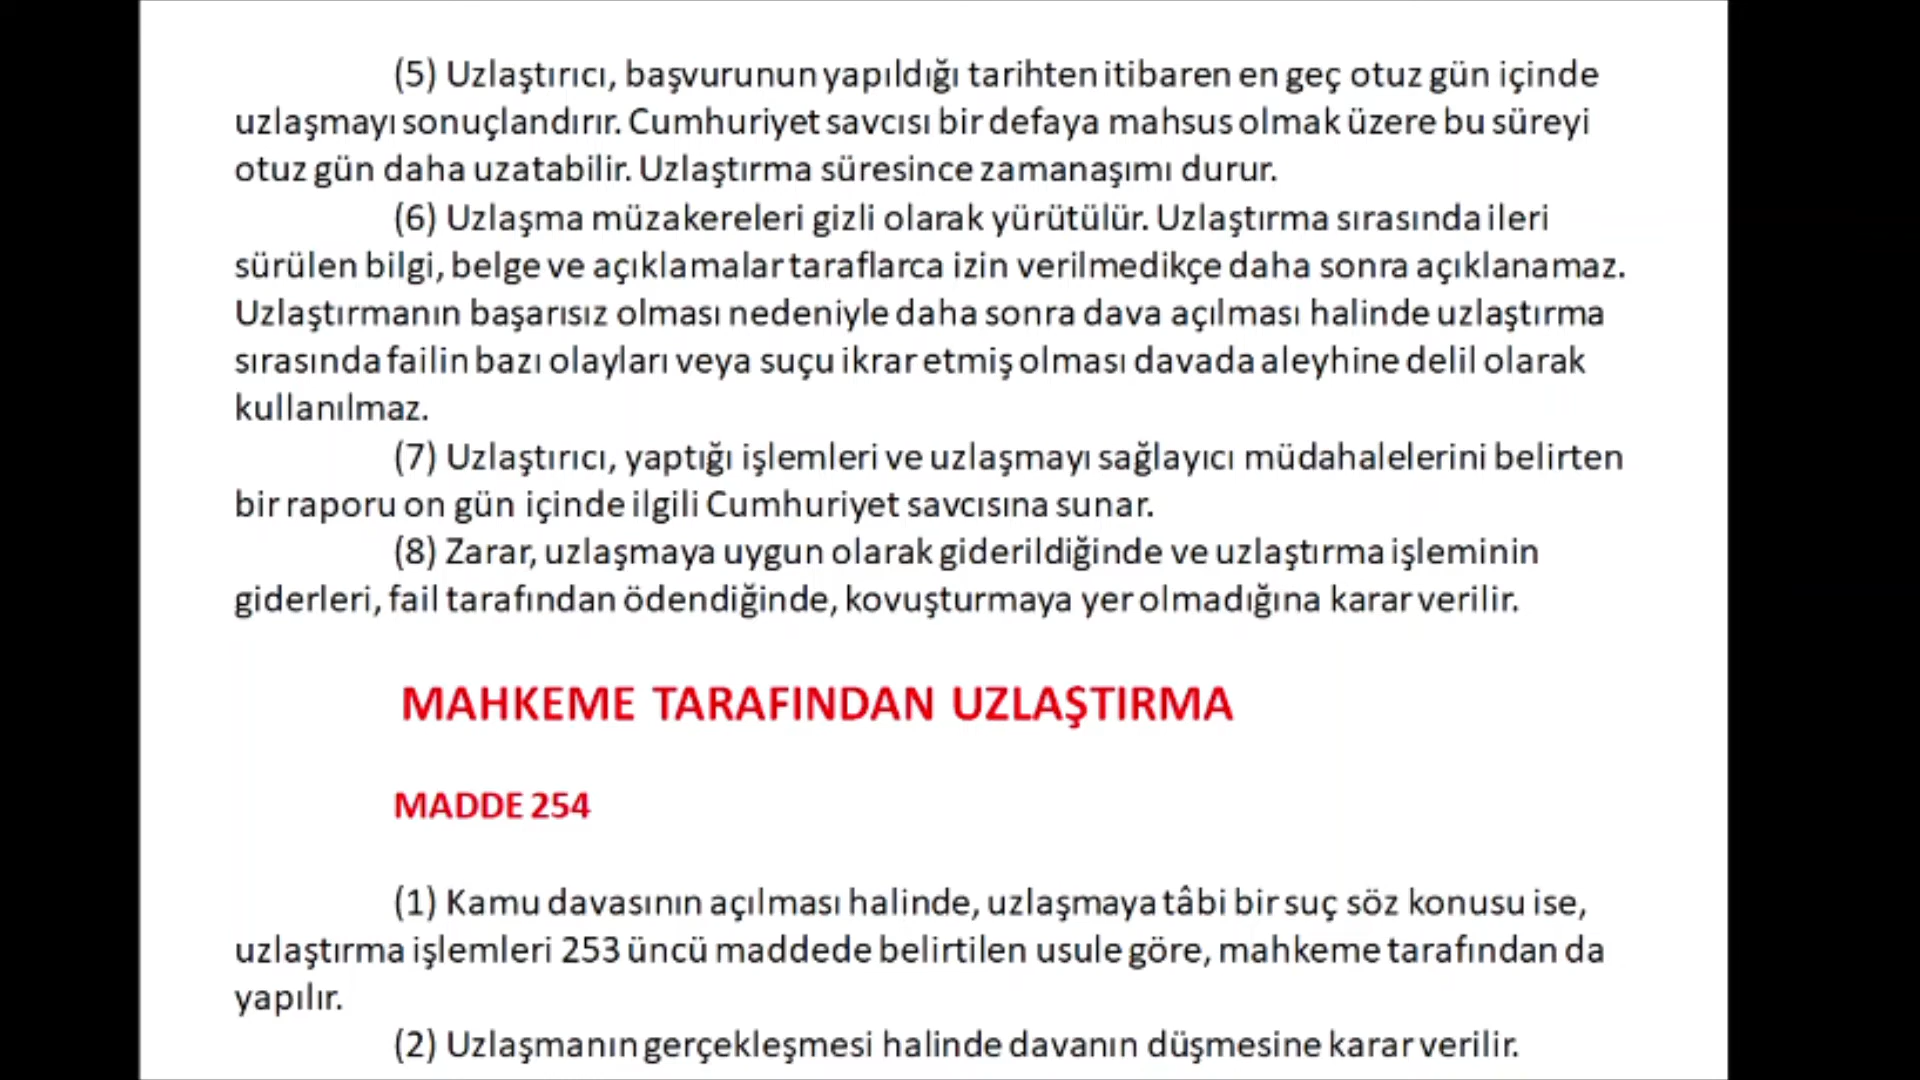 (5) Uzlaştırıcı, başvurunun yapıldığı tarihten itibaren en geç otuz gün içinde
uzlaşmayı sonuçlandırır. Cumhuriyet savcısı bir defaya mahsus olmak üzere bu süreyi
otuz gün daha uzatabilir. Uzlaştırma süresince zamanaşımı durur.
(6) Uzlaşma müzakereleri gizli olarak yürütülür. Uzlaştırma sırasında ileri
sürülen bilgi, belge ve açıklamalar taraflarca izin verilmedikçe daha sonra açıklanamaz.
Uzlaştırmanın başarısız olması nedeniyle daha sonra dava açılması halinde uzlaştırma
sırasında failin bazı olayları veya suçu ikrar etmiş olması davada aleyhine delil olarak
kullanılmaz.
(7) Uzlaştırıcı, yaptığı işlemleri ve uzlaşmayı sağlayıcı müdahalelerini belirten
bir raporu on gün içinde ilgili Cumhuriyet savcısına sunar.
(8) Zarar, uzlaşmaya uygun olarak giderildiğinde ve uzlaştırma işleminin
giderleri, fail tarafından ödendiğinde, kovuşturmaya yer olmadığına karar verilir.
MAHKEME TARAFINDAN UZLAŞTIRMA
MADDE 254
(1) Kamu davasının açılması halinde, uzlaşmaya tâbi bir suç söz konusu ise,
uzlaştırma işlemleri 253 üncü maddede belirtilen usule göre, mahkeme tarafından da
yapılır.
(2) Uzlaşmanın gerçekleşmesi halinde davanın düşmesine karar verilir.